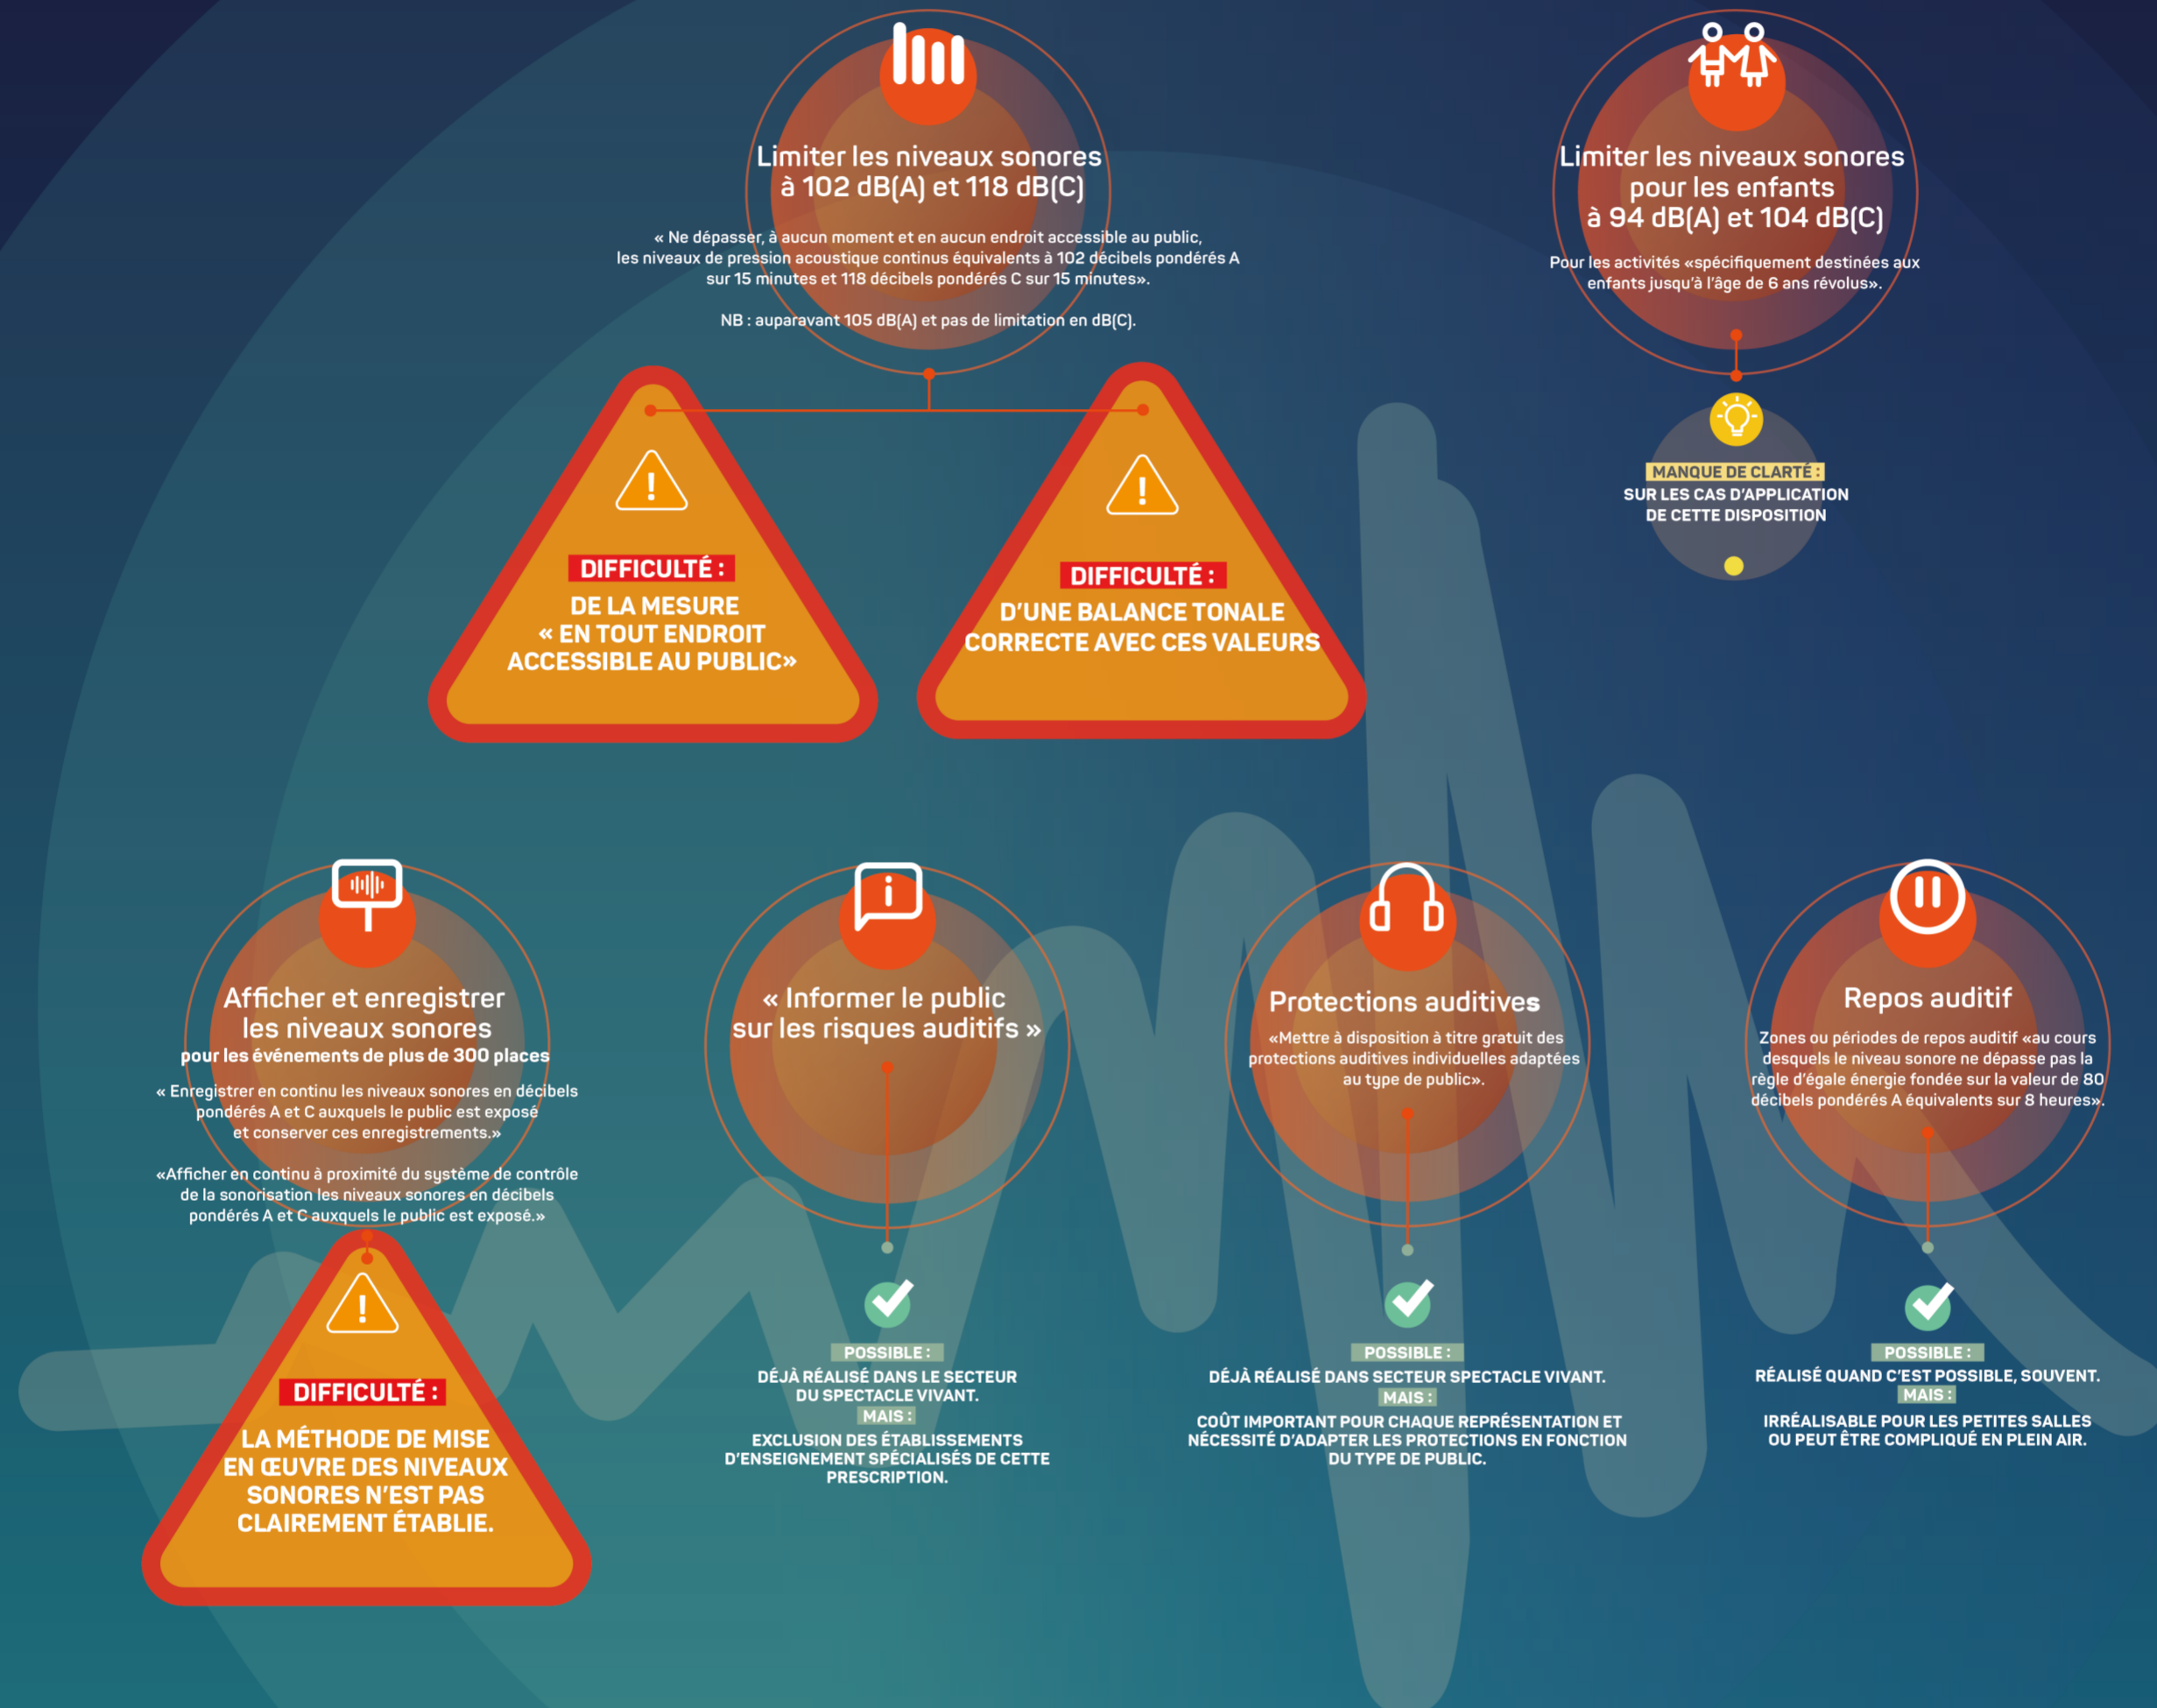 Limiter les niveaux sonores
à 102 dB(A) et 118 dB(C)
« Ne dépasser, à aucun moment et en aucun endroit accessible au public,
les niveaux de pression acoustique continus équivalents à 102 décibels pondérés A
sur 15 minutes et 118 décibels pondérés C sur 15 minutes».
NB : auparavant 105 dB(A) et pas de limitation en dB(C).
DIFFICULTÉ :
DE LA MESURE
« EN TOUT ENDROIT
ACCESSIBLE AU PUBLIC»
DIFFICULTÉ :
D'UNE BALANCE TONALE
CORRECTE AVEC CES VALEURS
Limiter les niveaux sonores
pour les enfants
à 94 dB(A) et 104 dB(C)
Pour les activités «spécifiquement destinées aux
enfants jusqu'à l'âge de 6 ans révolus».
MANQUE DE CLARTÉ :
SUR LES CAS D'APPLICATION
DE CETTE DISPOSITION
Afficher et enregistrer
les niveaux sonores
pour les événements de plus de 300 places
« Enregistrer en continu les niveaux sonores en décibels
pondérés A et C auxquels le public est exposé
et conserver ces enregistrements.»
«Afficher en continu à proximité du système de contrôle
de la sonorisation les niveaux sonores en décibels
pondérés A et C auxquels le public est exposé.»
DIFFICULTÉ :
LA MÉTHODE DE MISE
EN ŒUVRE DES NIVEAUX
SONORES N'EST PAS
CLAIREMENT ÉTABLIE.
« Informer le public
sur les risques auditifs »
POSSIBLE :
DÉJÀ RÉALISÉ DANS LE SECTEUR
DU SPECTACLE VIVANT.
MAIS :
EXCLUSION DES ÉTABLISSEMENTS
D'ENSEIGNEMENT SPÉCIALISÉS DE CETTE
PRESCRIPTION.
Protections auditives
«Mettre à disposition à titre gratuit des
protections auditives individuelles adaptées
au type de public».
POSSIBLE :
DÉJÀ RÉALISÉ DANS SECTEUR SPECTACLE VIVANT.
MAIS :
COÛT IMPORTANT POUR CHAQUE REPRÉSENTATION ET
NÉCESSITÉ D'ADAPTER LES PROTECTIONS EN FONCTION
DU TYPE DE PUBLIC.
Repos auditif
Zones ou périodes de repos auditif «au cours
desquels le niveau sonore ne dépasse pas la
règle d'égale énergie fondée sur la valeur de 80
décibels pondérés A équivalents sur 8 heures».
POSSIBLE :
RÉALISÉ QUAND C'EST POSSIBLE, SOUVENT.
MAIS :
IRRÉALISABLE POUR LES PETITES SALLES
OU PEUT ÊTRE COMPLIQUÉ EN PLEIN AIR.